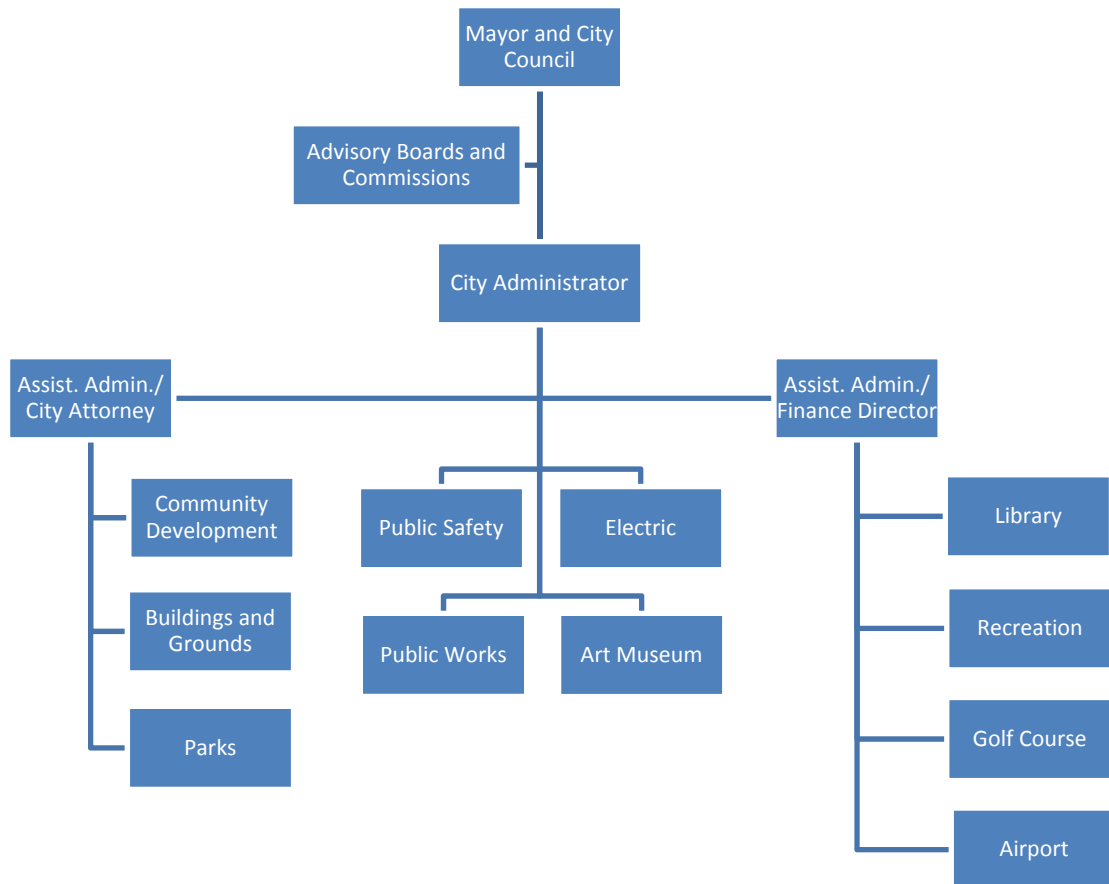 Mayor and City
Council
Advisory Boards and
Commissions
City Administrator
Assist. Admin./
City Attorney
Assist. Admin./
Finance Director
Community
Development
Buildings and
Grounds
Parks
Public Safety
Electric
Public Works
Art Museum
Library
Recreation
Golf Course
Airport